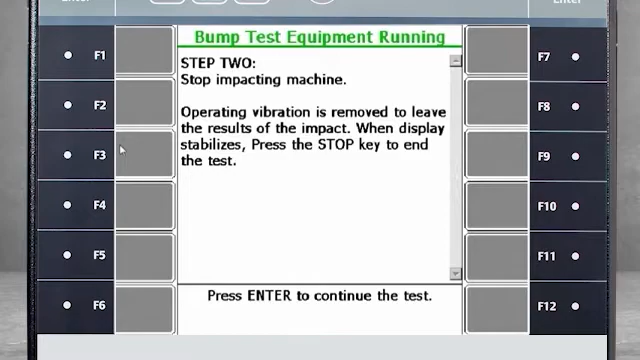 Enter
Enter
Bump Test Equipment Running
F1
F2
F3
F4
F5
F6
STEP TWO:
Stop impacting machine.
Operating vibration is removed to leave
the results of the impact. When display
stabilizes, Press the STOP key to end
the test.
Press ENTER to continue the test.
F7
F8
F9
F10
F11
F12